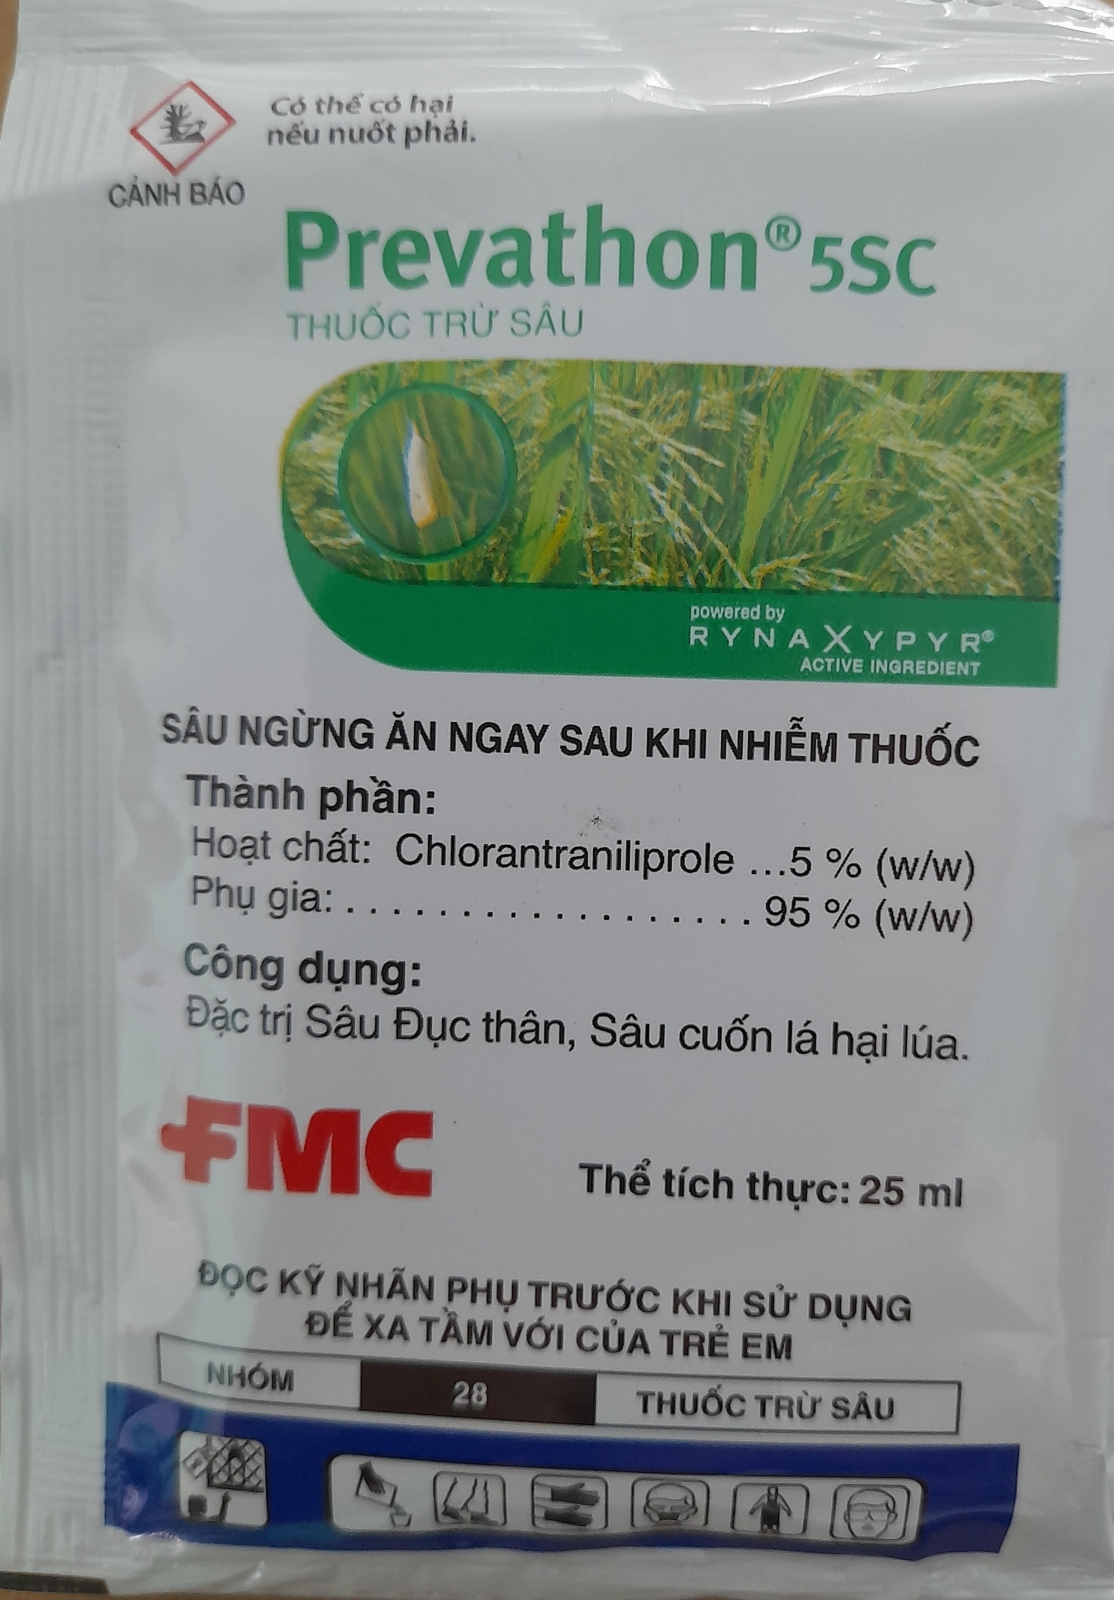 Có thể có hại
nếu nuốt phải.
CẢNH BÁO
Prevathon® 5SC
THUỐC TRỪ SÂU
powered by
RYNAXYPYR®
ACTIVE INGREDIENT
SÂU NGỪNG ĂN NGAY SAU KHI NHIỄM THUỐC
Thành phần:
Hoạt chất: Chlorantraniliprole ...5 % (w/w)
Phụ gia: . . . . . . . . . . . . . . . . . . 95 % (w/w)
Công dụng:
Đặc trị Sâu Đục thân, Sâu cuốn lá hại lúa.
FMC
Thể tích thực: 25 ml
ĐỌC KỸ NHÃN PHỤ TRƯỚC KHI SỬ DỤNG
ĐỂ XA TẦM VỚI CỦA TRẺ EM
NHÓM 28 THUỐC TRỪ SÂU